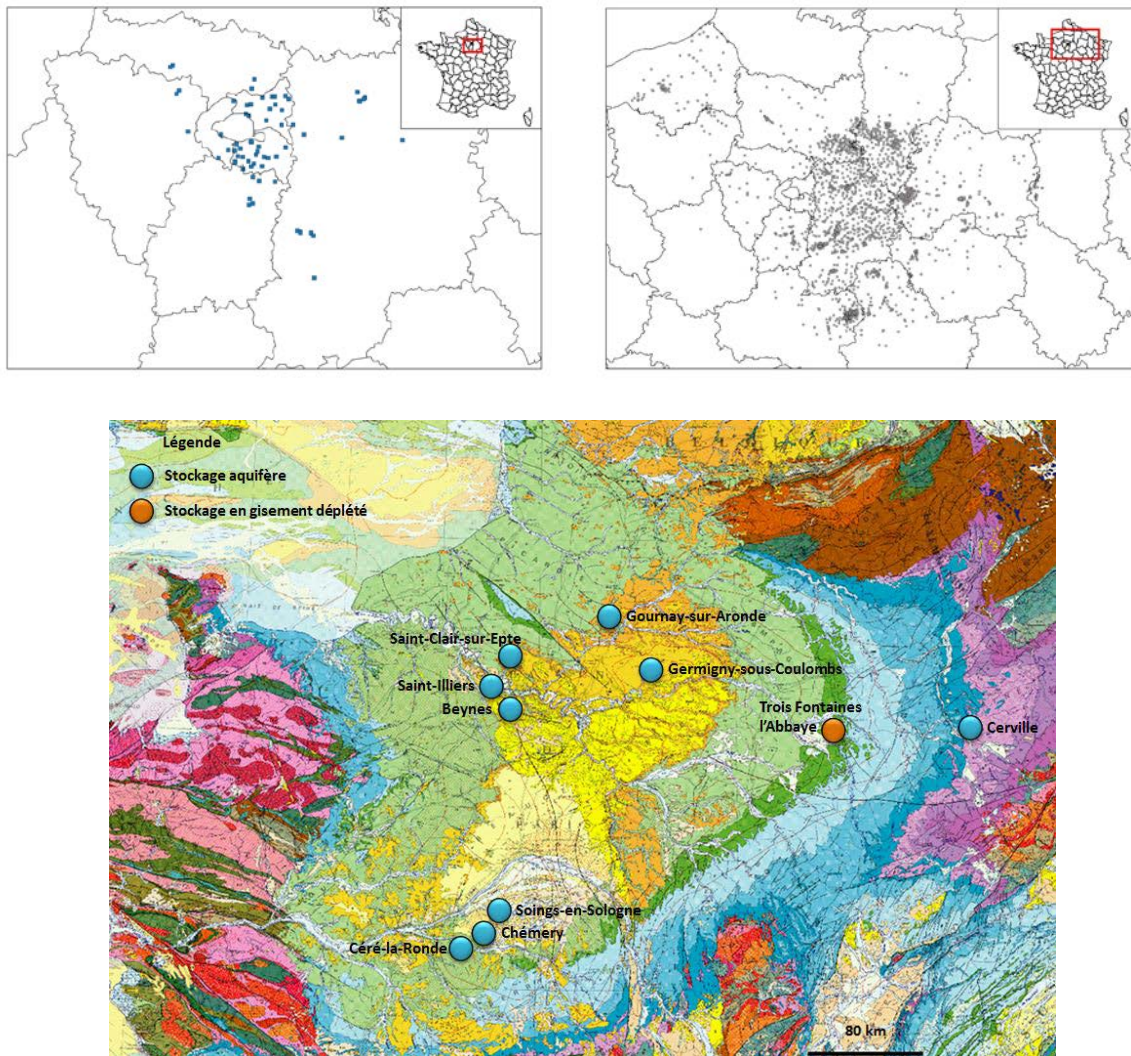 Légende
Stockage aquifère
Stockage en gisement déplété
Gournay-sur-Aronde
Saint-Clair-sur-Epte
Germigny-sous-Coulombs
Saint-Illiers
Beynes
Trois Fontaines
l'Abbaye
Cerville
Soings-en-Sologne
Chémery
Céré-la-Ronde
80 km